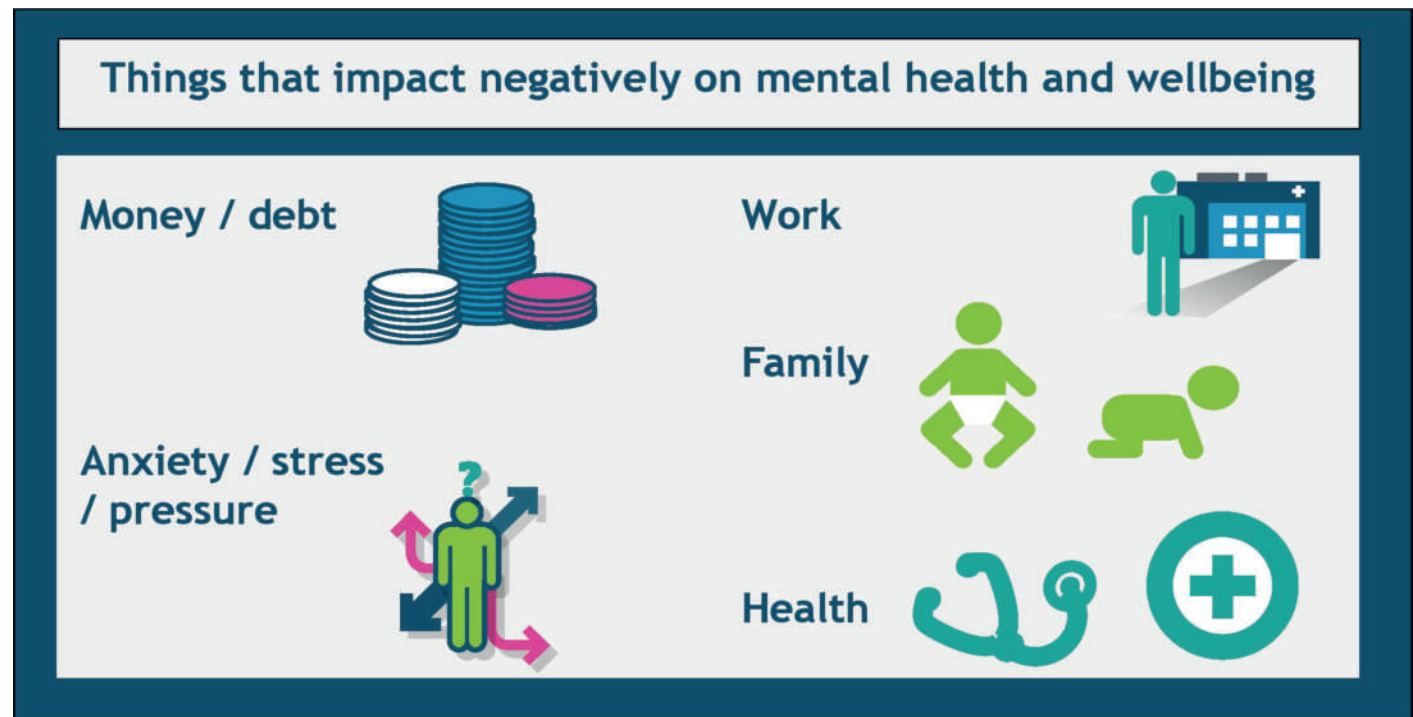 Things that impact negatively on mental health and wellbeing
Money / debt
Anxiety / stress
/ pressure
?
Work
Family
Health